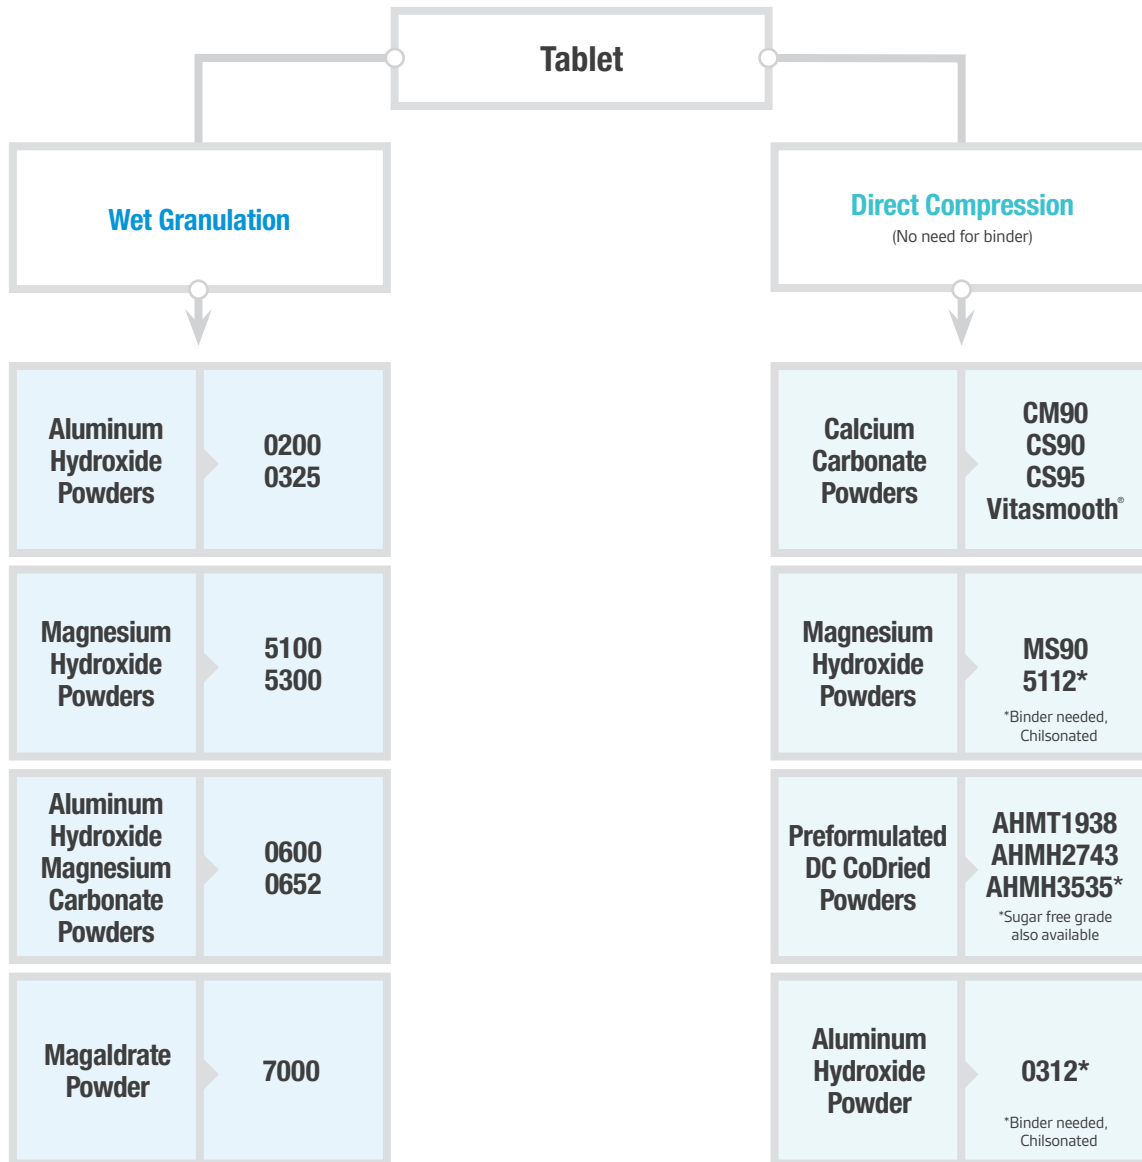 Tablet
Wet Granulation
Aluminum
Hydroxide
Powders
0200
0325
Magnesium
Hydroxide
Powders
5100
5300
Aluminum
Hydroxide
Magnesium
Carbonate
Powders
0600
0652
Magaldrate
Powder
7000
Direct Compression
(No need for binder)
Calcium
Carbonate
Powders
CM90
CS90
CS95
Vitasmooth®
Magnesium
Hydroxide
Powders
MS90
5112*
*Binder needed,
Chilsonated
Preformulated
DC CoDried
Powders
AHMT1938
AHMH2743
AHMH3535*
*Sugar free grade
also available
Aluminum
Hydroxide
Powder
0312*
*Binder needed,
Chilsonated